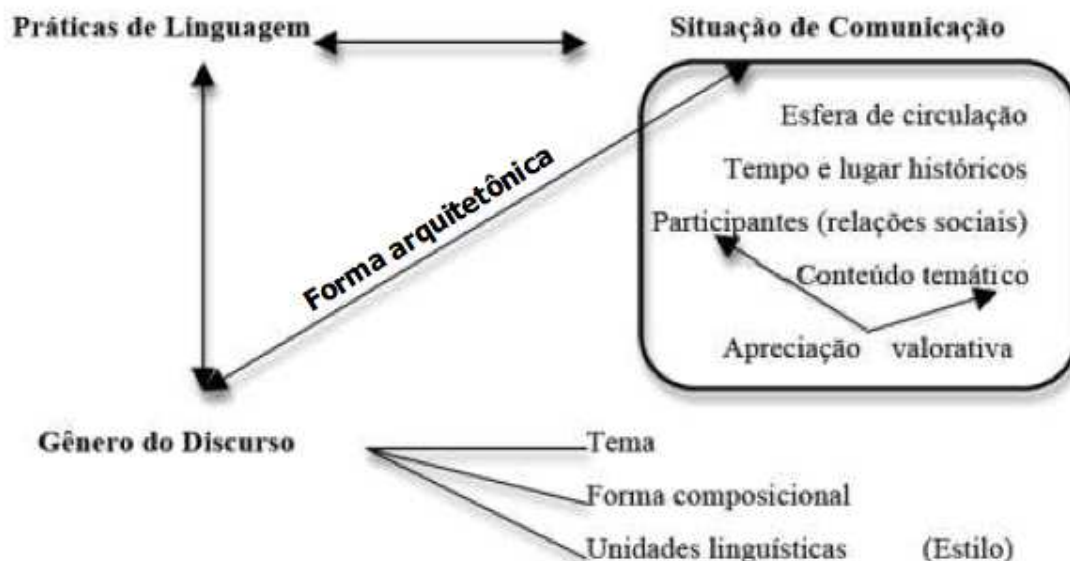 Práticas de Linguagem
Situação de Comunicação
Esfera de circulação
Tempo e lugar históricos
Participantes (relações sociais)
Conteúdo temático
Apreciação valorativa
Forma arquitetônica
Gênero do Discurso
Tema
Forma composicional
Unidades linguísticas (Estilo)